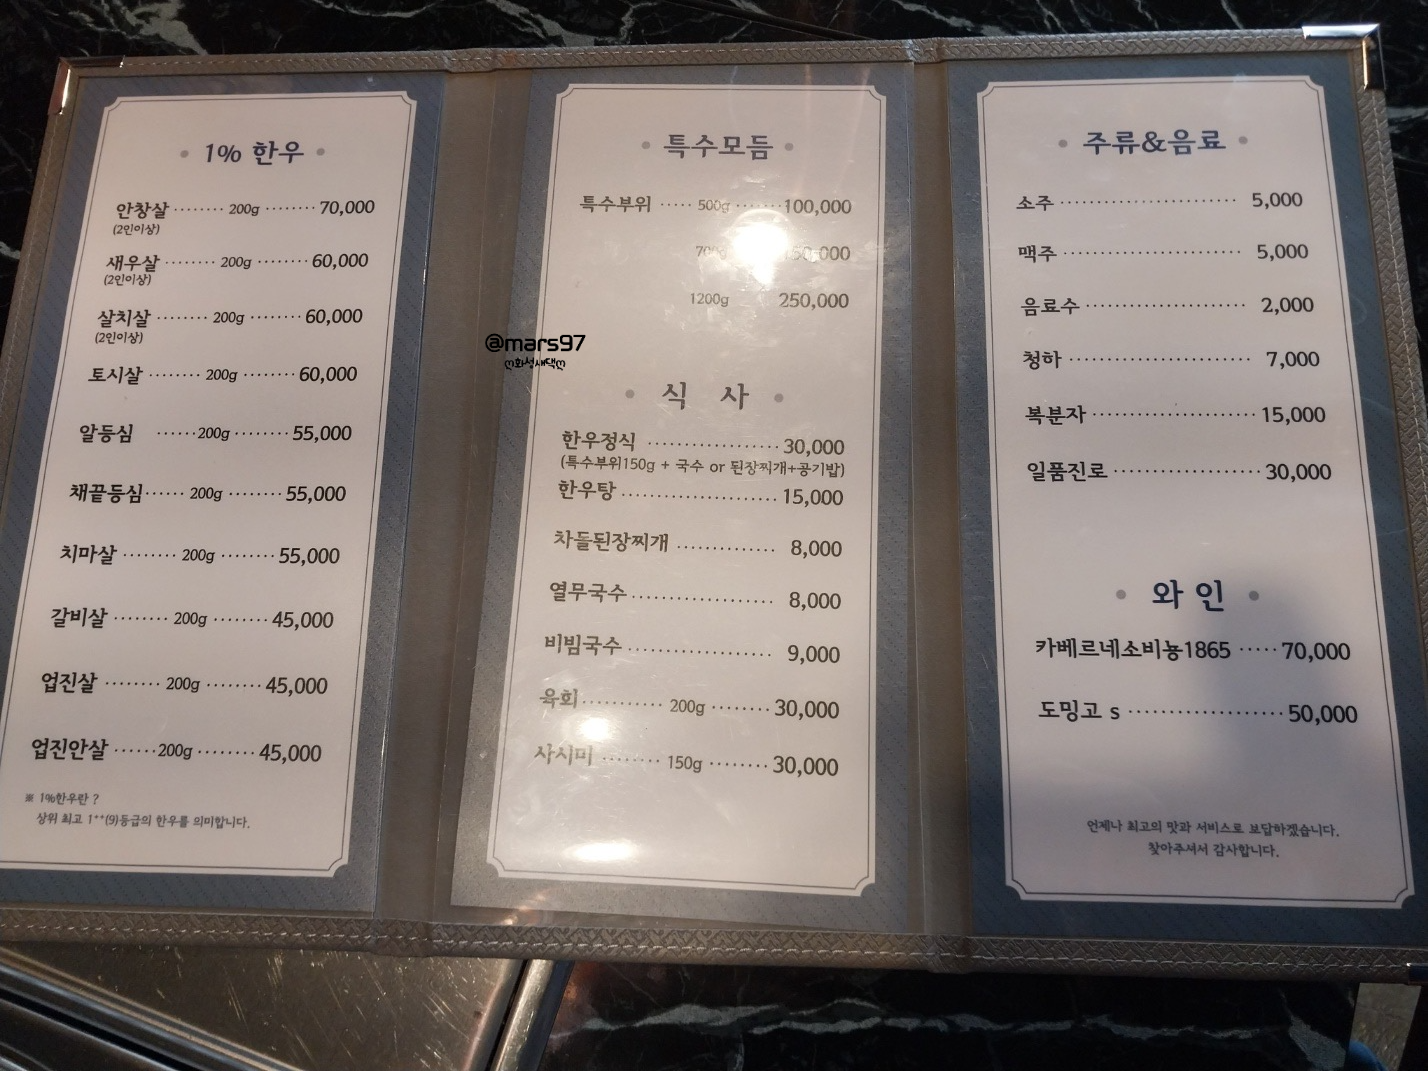 • 1% 한우 •
안창살 ········ 200g ········ 70,000
(2인이상)
새우살 ········ 200g ········ 60,000
(2인이상)
살치살 ········ 200g ········ 60,000
(2인이상)
토시살 ········ 200g ········ 60,000
알등심 ······ 200g ········ 55,000
채끝등심 ······ 200g ········ 55,000
치마살 ········ 200g ········ 55,000
갈비살 ········ 200g ········ 45,000
업진살 ········ 200g ········ 45,000
업진안살 ······ 200g ········ 45,000
※ 1%한우란 ?
상위 최고 1⁺⁺(9)등급의 한우를 의미합니다.
@mars97
ღ화성새댁ღ
• 특수모듬 •
특수부위 ····· 500g ······· 100,000
1200g 250,000
• 식 사 •
한우정식 ·················· 30,000
(특수부위150g + 국수 or 된장찌개+공기밥)
한우탕 ····················· 15,000
차들된장찌개 ·············· 8,000
열무국수 ···················· 8,000
비빔국수 ···················· 9,000
육회 ··········· 200g ········ 30,000
사시미 ········ 150g ········ 30,000
• 주류&음료 •
소주 ························· 5,000
맥주 ························· 5,000
음료수 ······················ 2,000
청하 ························· 7,000
복분자 ······················ 15,000
일품진로 ··················· 30,000
• 와 인 •
카베르네소비뇽1865 ····· 70,000
도밍고 s ···················· 50,000
언제나 최고의 맛과 서비스로 보답하겠습니다.
찾아주셔서 감사합니다.